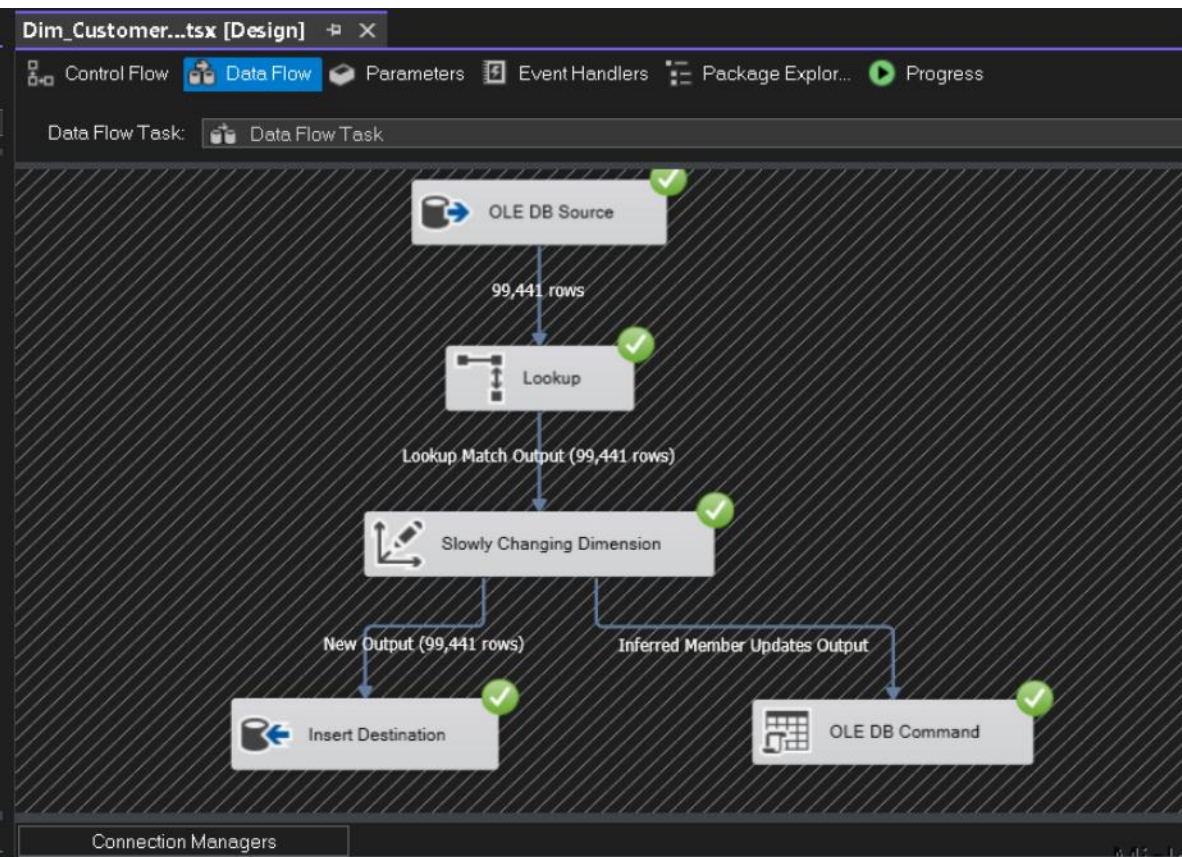 Dim_Customer...tsx [Design]
Control Flow Data Flow Parameters Event Handlers Package Explor... Progress
Data Flow Task: Data Flow Task
OLE DB Source
99,441 rows
Lookup
Lookup Match Output (99,441 rows)
Slowly Changing Dimension
New Output (99,441 rows) Inferred Member Updates Output
Insert Destination OLE DB Command
Connection Managers